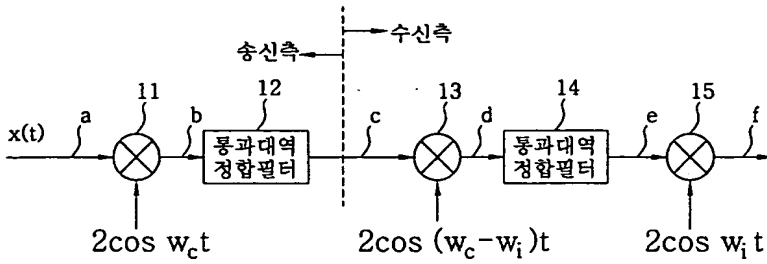 송신측 수신측
11 12 13 14 15
x(t) a b c d e f
통과대역
정합필터
통과대역
정합필터
2cos w_c t 2cos (w_c-w_i)t 2cos w_i t